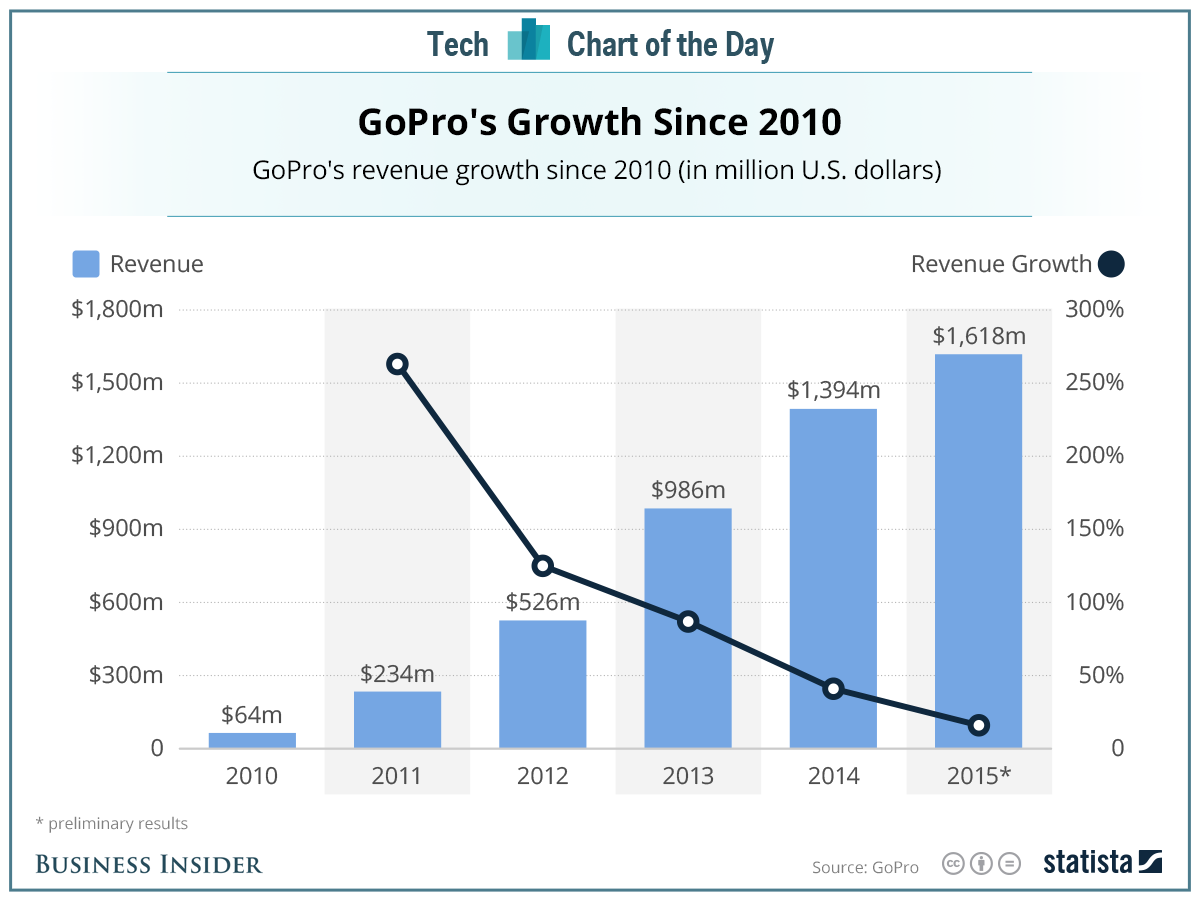 Tech Chart of the Day
GoPro's Growth Since 2010
GoPro's revenue growth since 2010 (in million U.S. dollars)
Revenue
Revenue Growth
$1,800m
$1,500m
$1,200m
$900m
$600m
$300m
0
300%
250%
200%
150%
100%
50%
0
$64m
$234m
$526m
$986m
$1,394m
$1,618m
2010
2011
2012
2013
2014
2015*
* preliminary results
BUSINESS INSIDER
Source: GoPro
cc
statista